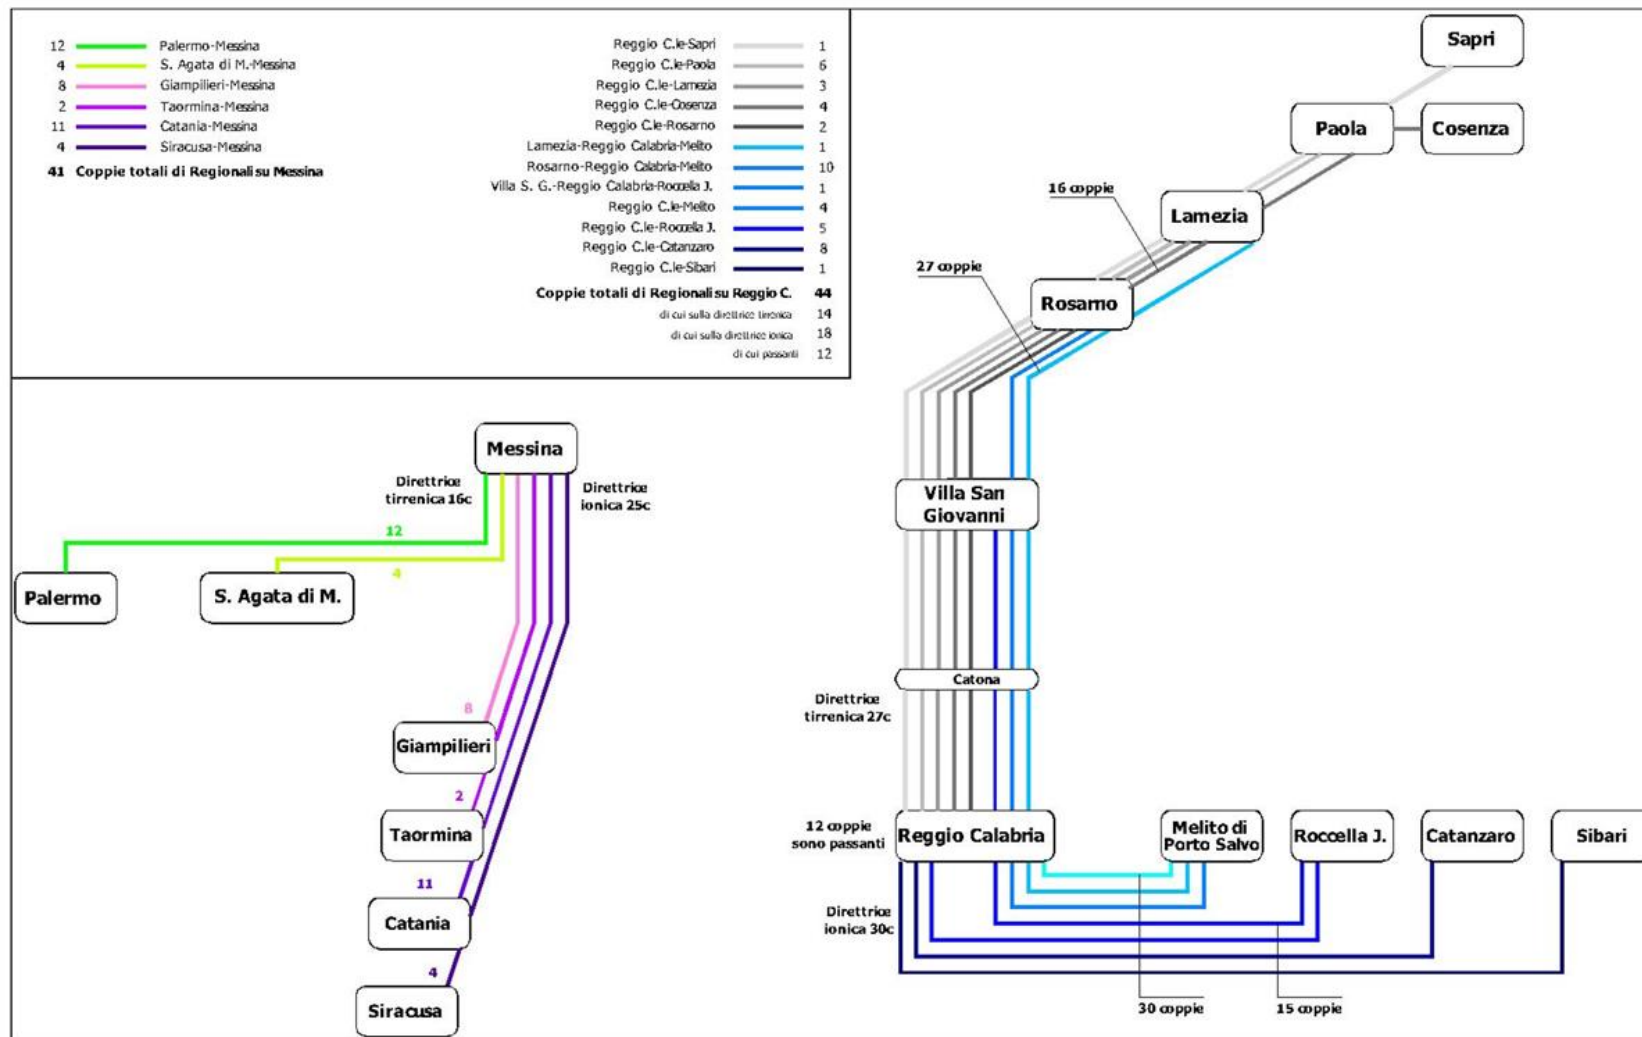 12 Palermo-Messina
4 S. Agata di M.-Messina
8 Giampilieri-Messina
2 Taormina-Messina
11 Catania-Messina
4 Siracusa-Messina
41 Coppie totali di Regionali su Messina
Reggio C.le-Sapri 1
Reggio C.le-Paola 6
Reggio C.le-Lamezia 3
Reggio C.le-Cosenza 4
Reggio C.le-Rosarno 2
Lamezia-Reggio Calabria-Melito 1
Rosarno-Reggio Calabria-Melito 10
Villa S. G.-Reggio Calabria-Roccella J. 1
Reggio C.le-Melito 4
Reggio C.le-Roccella J. 5
Reggio C.le-Catanzaro 8
Reggio C.le-Sibari 1
Coppie totali di Regionali su Reggio C. 44
di cui sulla direttrice tirrenica 14
di cui sulla direttrice ionica 18
di cui passanti 12
Sapri
Paola
Cosenza
16 coppie
Lamezia
27 coppie
Rosarno
Messina
Direttrice
tirrenica 16c
Direttrice
ionica 25c
12
4
Palermo
S. Agata di M.
8
Giampilieri
2
Taormina
11
Catania
4
Siracusa
Villa San
Giovanni
Catona
Direttrice
tirrenica 27c
12 coppie
sono passanti
Reggio Calabria
Melito di
Porto Salvo
Roccella J.
Catanzaro
Sibari
Direttrice
ionica 30c
30 coppie
15 coppie